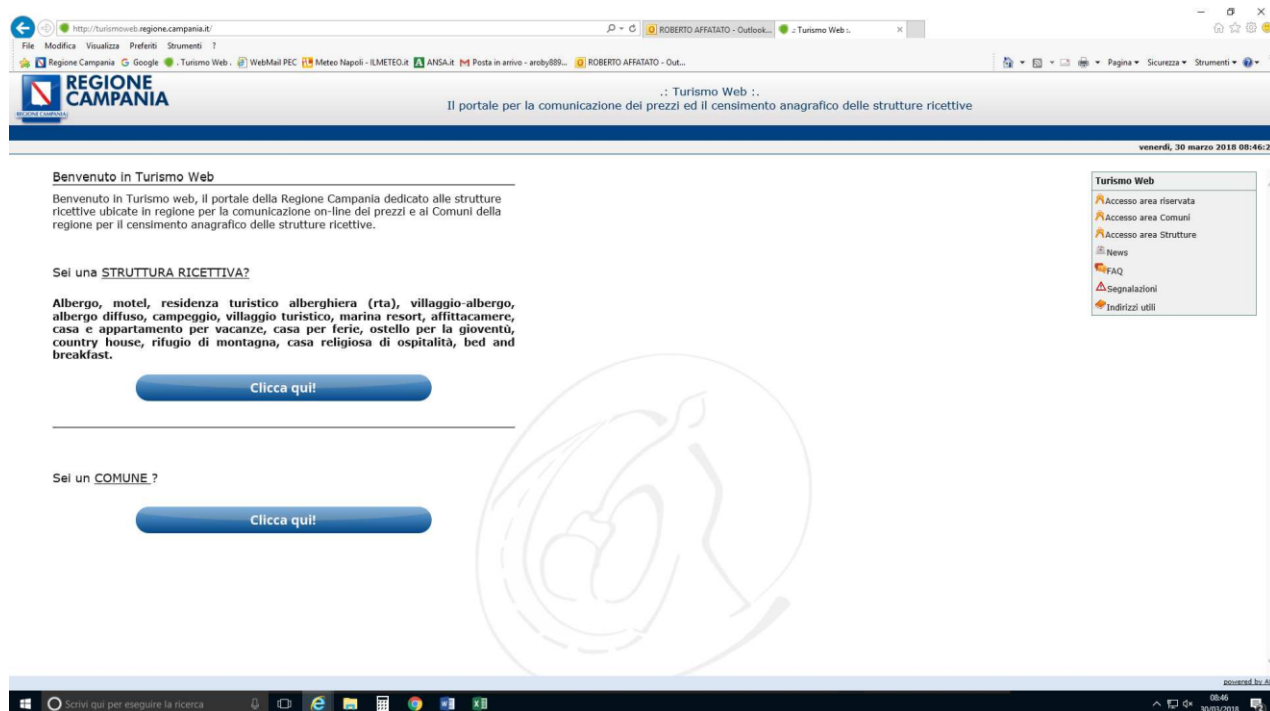 http://turismoweb.regione.campania.it/
ROBERTO AFFATATO - Outlook...
.: Turismo Web :.
File Modifica Visualizza Preferiti Strumenti ?
Regione Campania Google . Turismo Web . WebMail PEC Meteo Napoli - ILMETEO.it ANSA.it Posta in arrivo - aroby889... ROBERTO AFFATATO - Out...
Pagina Sicurezza Strumenti
REGIONE
CAMPANIA
REGIONE CAMPANIA
.: Turismo Web :.
Il portale per la comunicazione dei prezzi ed il censimento anagrafico delle strutture ricettive
venerdì, 30 marzo 2018 08:46:2
Benvenuto in Turismo Web
Benvenuto in Turismo web, il portale della Regione Campania dedicato alle strutture
ricettive ubicate in regione per la comunicazione on-line dei prezzi e ai Comuni della
regione per il censimento anagrafico delle strutture ricettive.
Sei una STRUTTURA RICETTIVA?
Albergo, motel, residenza turistico alberghiera (rta), villaggio-albergo,
albergo diffuso, campeggio, villaggio turistico, marina resort, affittacamere,
casa e appartamento per vacanze, casa per ferie, ostello per la gioventù,
country house, rifugio di montagna, casa religiosa di ospitalità, bed and
breakfast.
Clicca qui!
Sei un COMUNE ?
Clicca qui!
Turismo Web
Accesso area riservata
Accesso area Comuni
Accesso area Strutture
News
FAQ
Segnalazioni
Indirizzi utili
powered by
Scrivi qui per eseguire la ricerca
08:46
30/03/2018